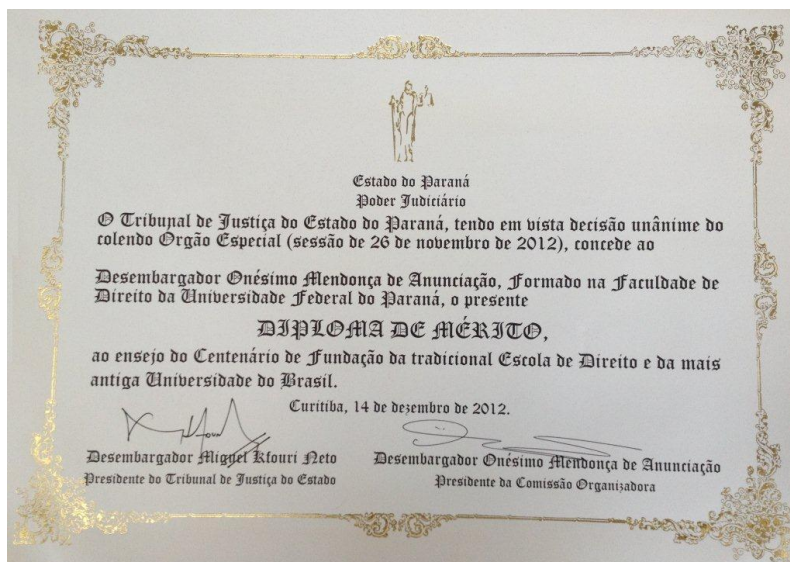 Estado do Paraná
Poder Judiciário
O Tribunal de Justiça do Estado do Paraná, tendo em vista decisão unânime do
colendo Orgão Especial (sessão de 26 de novembro de 2012), concede ao
Desembargador Onésimo Mendonça de Anunciação, Formado na Faculdade de
Direito da Universidade Federal do Paraná, o presente
DIPLOMA DE MÉRITO,
ao ensejo do Centenário de Fundação da tradicional Escola de Direito e da mais
antiga Universidade do Brasil.
Curitiba, 14 de dezembro de 2012.
Desembargador Miguel Kfouri Neto
Presidente do Tribunal de Justiça do Estado
Desembargador Onésimo Mendonça de Anunciação
Presidente da Comissão Organizadora